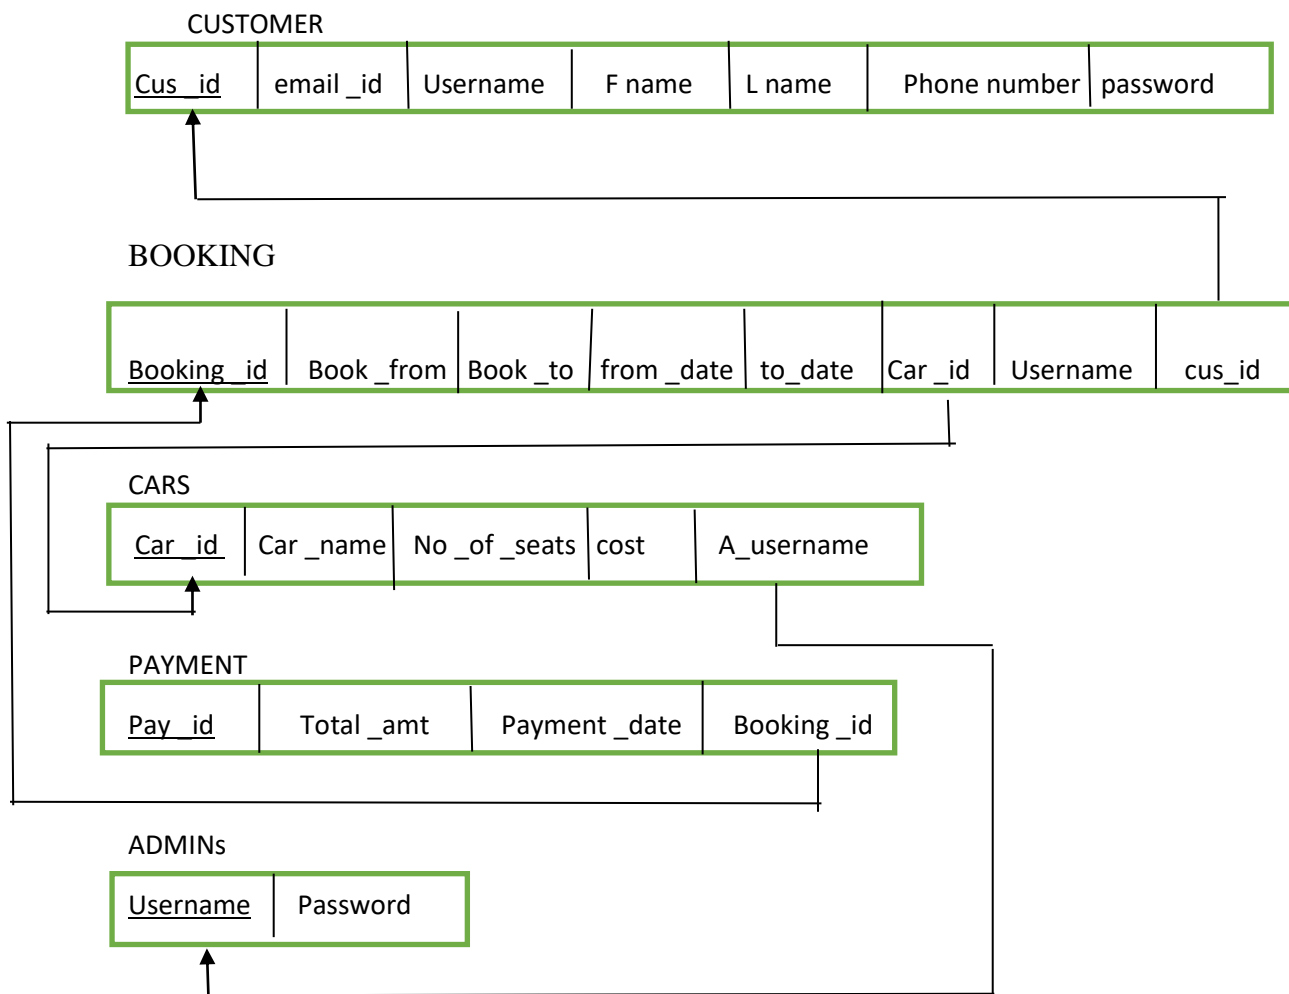 CUSTOMER
Cus _id email _id Username F name L name Phone number password
BOOKING
Booking _id Book _from Book _to from _date to_date Car _id Username cus_id
CARS
Car _id Car _name No _of _seats cost A_username
PAYMENT
Pay _id Total _amt Payment _date Booking _id
ADMINs
Username Password